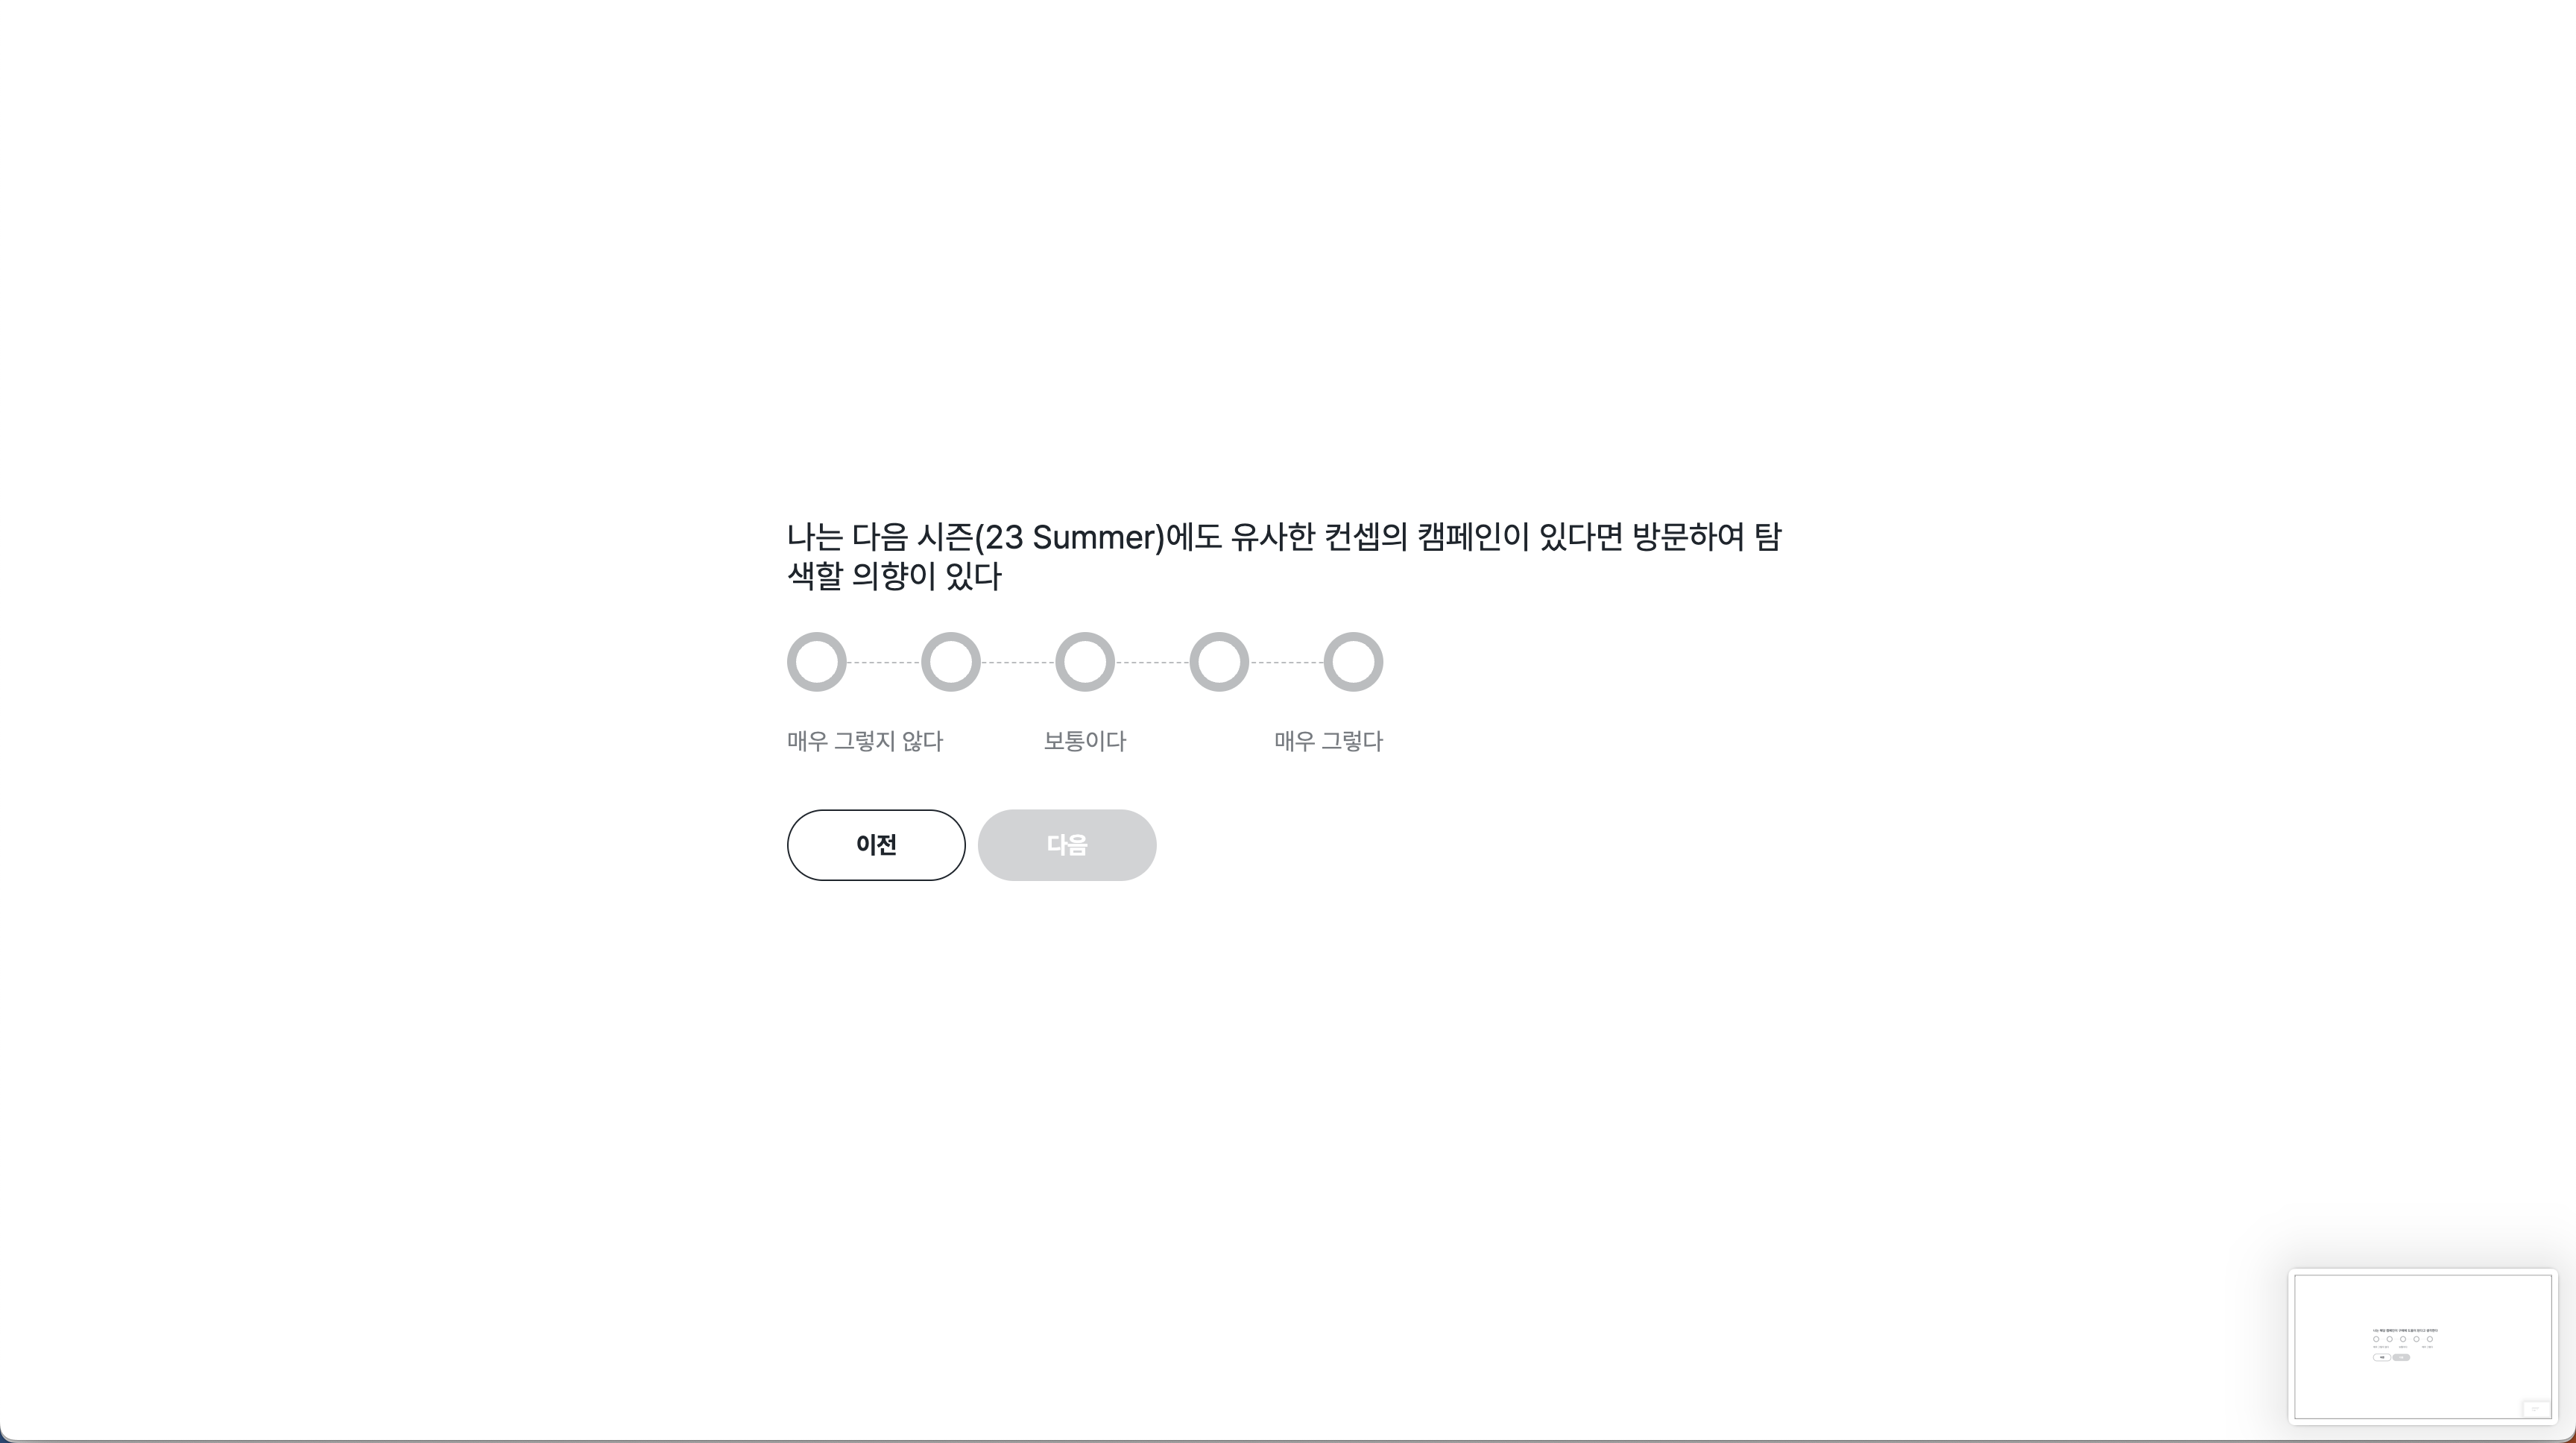 나는 다음 시즌(23 Summer)에도 유사한 컨셉의 캠페인이 있다면 방문하여 탐
색할 의향이 있다
매우 그렇지 않다 보통이다 매우 그렇다
이전 다음